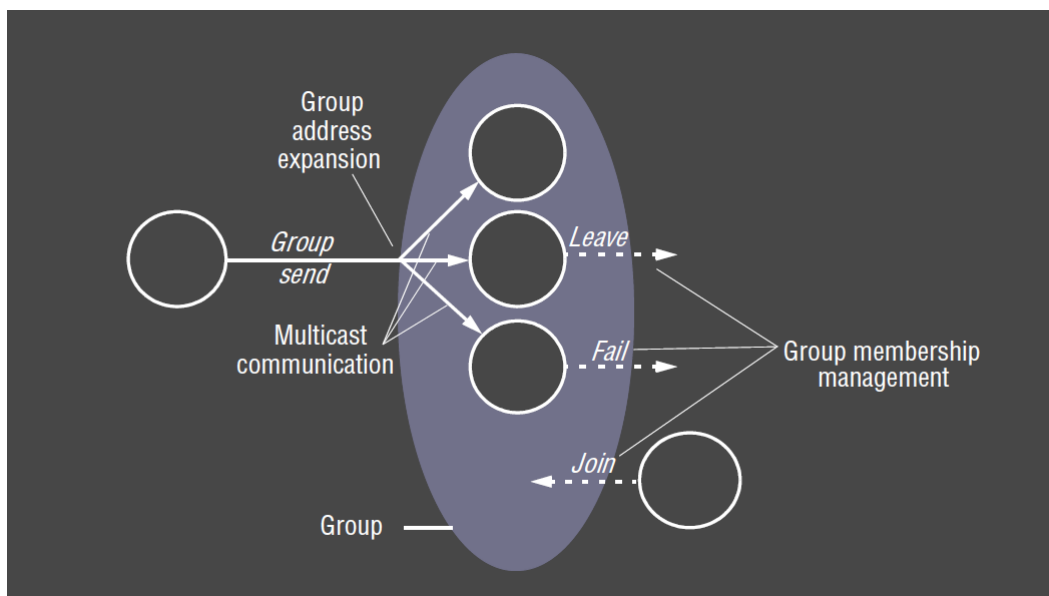 Group
address
expansion
Group
send
Multicast
communication
Leave
Fail
Group membership
management
Join
Group